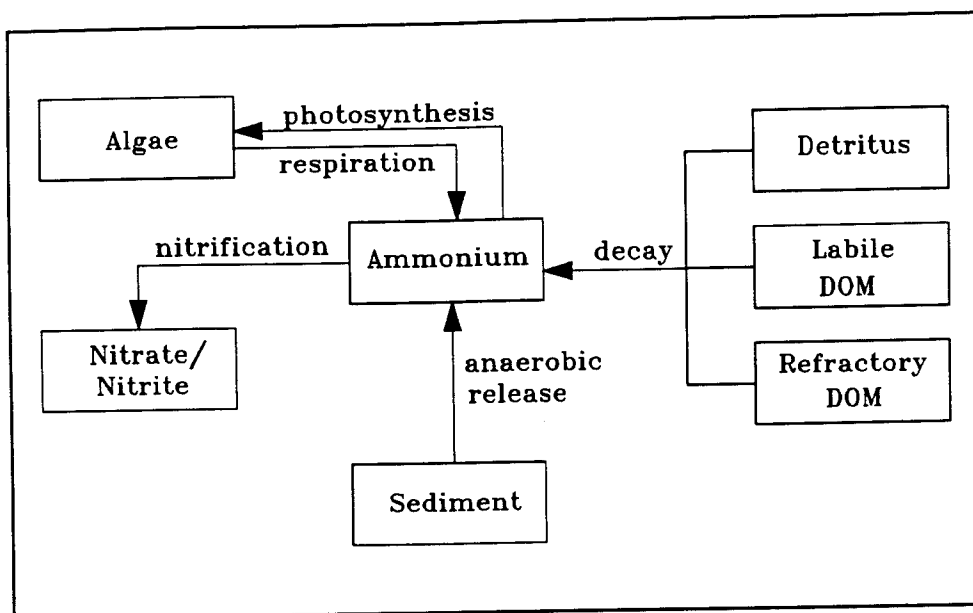 Algae
photosynthesis
respiration
Detritus
nitrification
Ammonium
decay
Labile
DOM
Nitrate/
Nitrite
anaerobic
release
Refractory
DOM
Sediment